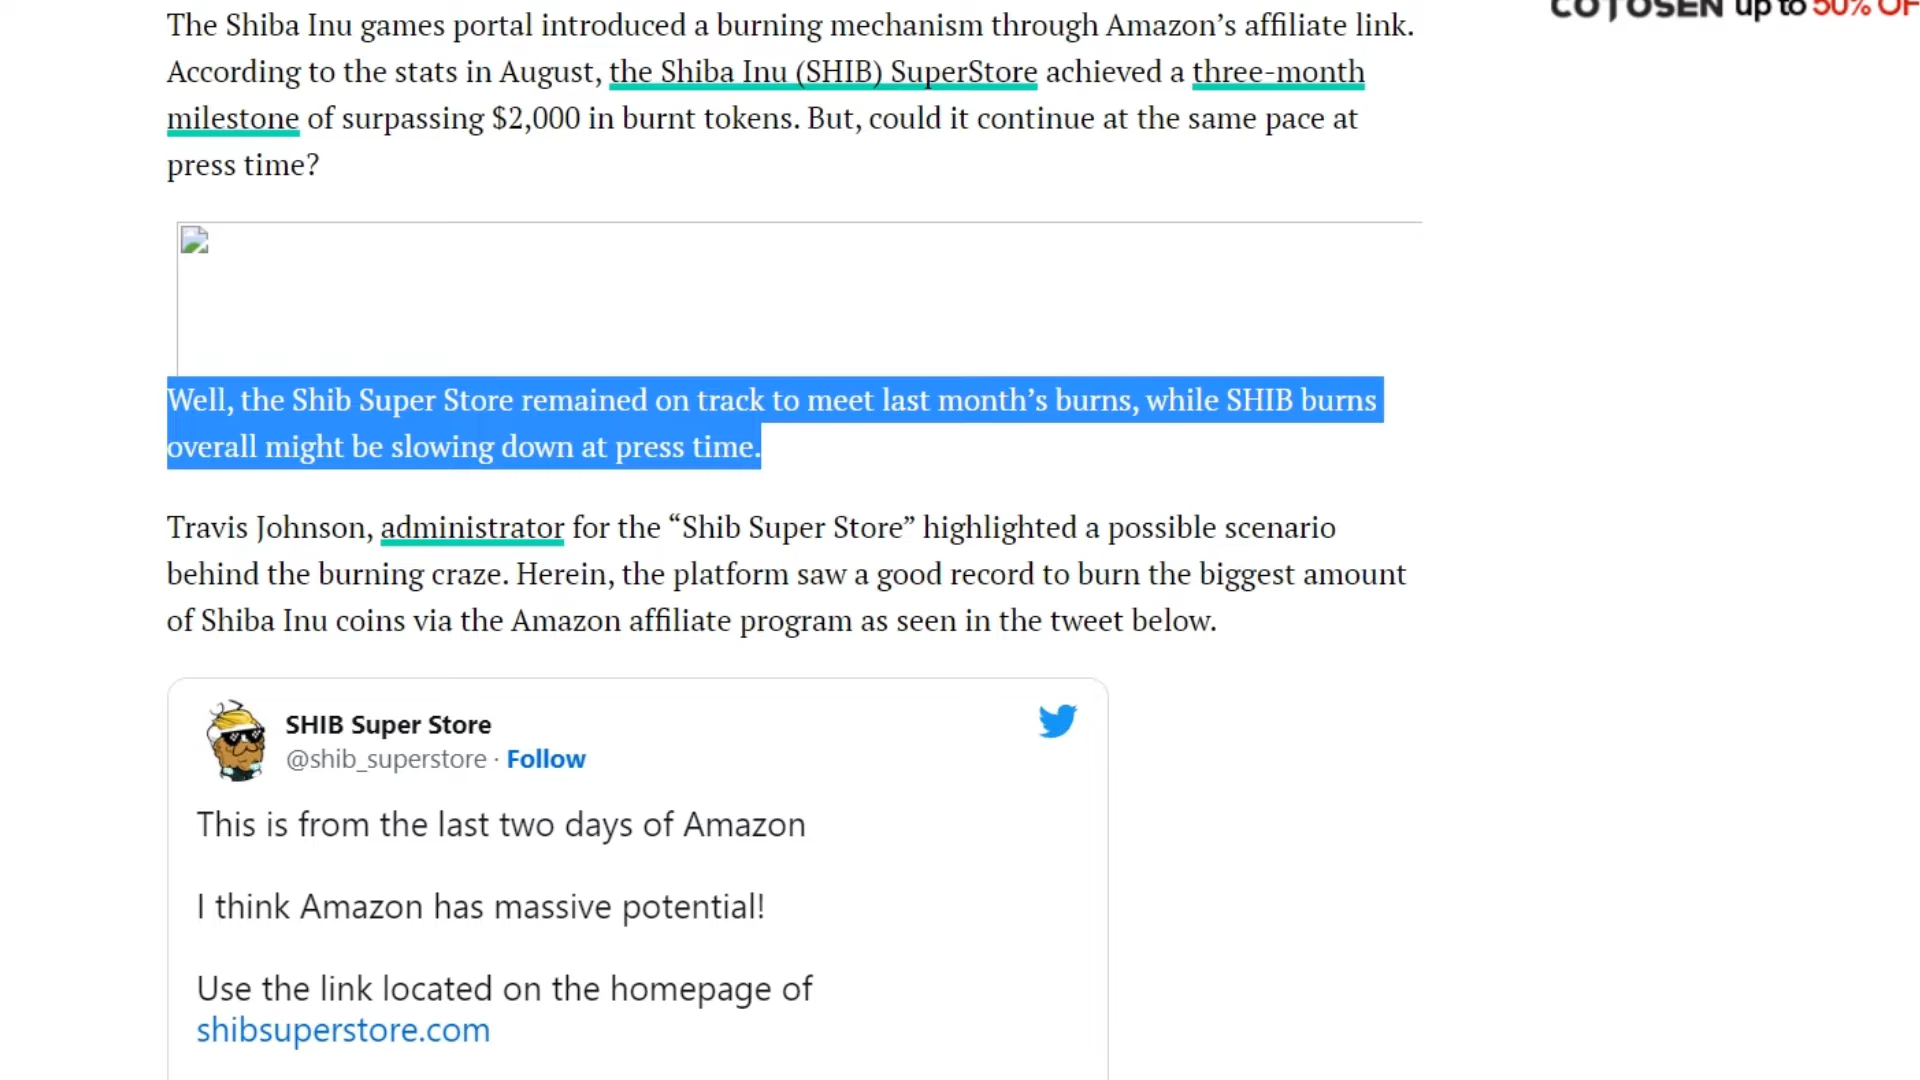 The Shiba Inu games portal introduced a burning mechanism through Amazon’s affiliate link.
COTOSEN up to 50% OF
According to the stats in August, the Shiba Inu (SHIB) SuperStore achieved a three-month
milestone of surpassing $2,000 in burnt tokens. But, could it continue at the same pace at
press time?
Well, the Shib Super Store remained on track to meet last month’s burns, while SHIB burns
overall might be slowing down at press time.
Travis Johnson, administrator for the “Shib Super Store” highlighted a possible scenario
behind the burning craze. Herein, the platform saw a good record to burn the biggest amount
of Shiba Inu coins via the Amazon affiliate program as seen in the tweet below.
SHIB Super Store
@shib_superstore · Follow
This is from the last two days of Amazon
I think Amazon has massive potential!
Use the link located on the homepage of
shibsuperstore.com